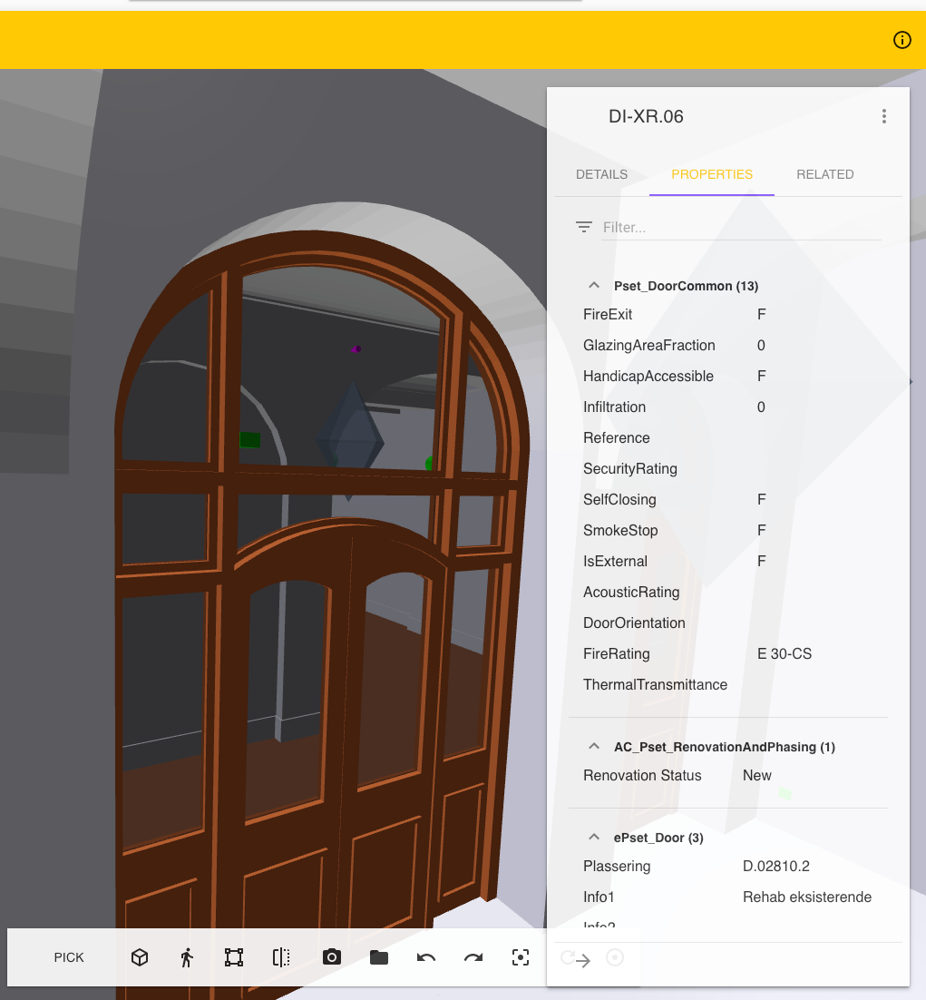 DI-XR.06
DETAILS PROPERTIES RELATED
Filter...
Pset_DoorCommon (13)
FireExit F
GlazingAreaFraction 0
HandicapAccessible F
Infiltration 0
Reference
SecurityRating
SelfClosing F
SmokeStop F
IsExternal F
AcousticRating
DoorOrientation
FireRating E 30-CS
ThermalTransmittance
AC_Pset_RenovationAndPhasing (1)
Renovation Status New
ePset_Door (3)
Plassering D.02810.2
Info1 Rehab eksisterende
Info2
PICK